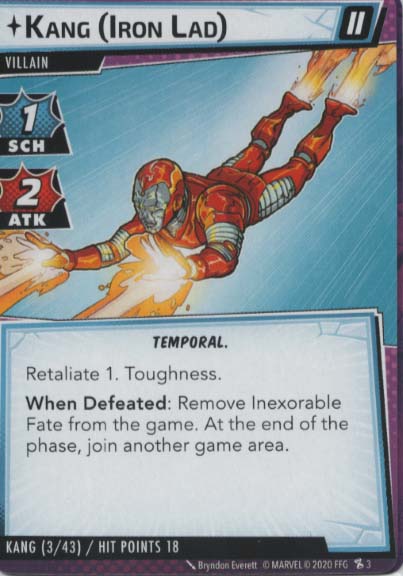 Kang (Iron Lad)
II
VILLAIN
1
SCH
2
ATK
TEMPORAL.
Retaliate 1. Toughness.
When Defeated: Remove Inexorable
Fate from the game. At the end of the
phase, join another game area.
KANG (3/43) / HIT POINTS 18
Bryndon Everett © MARVEL © 2020 FFG 3